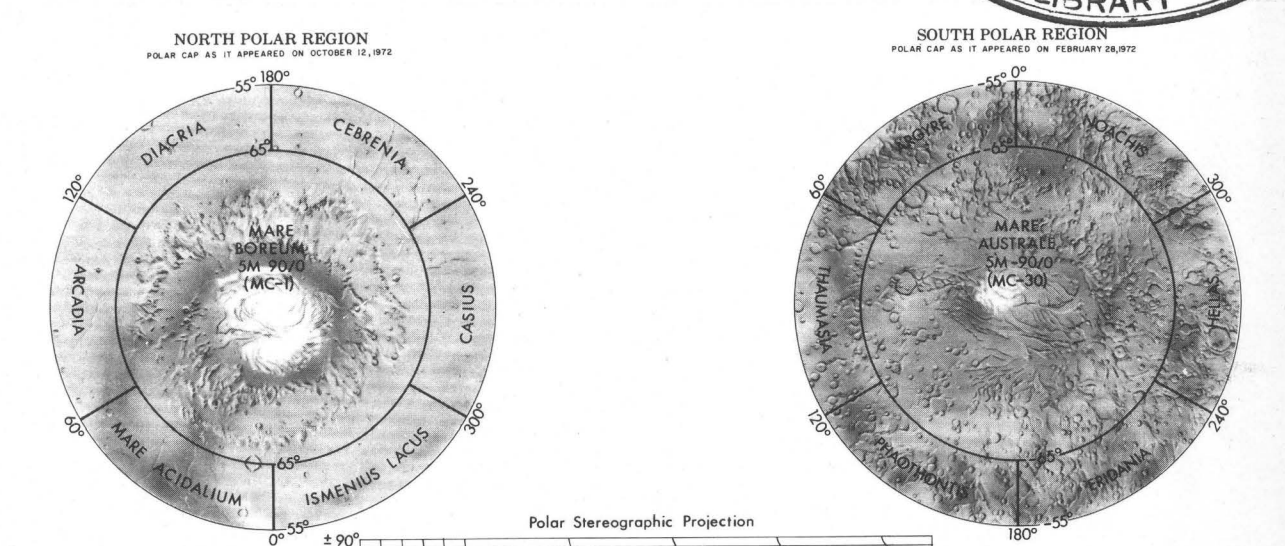 LIBRARY
NORTH POLAR REGION
POLAR CAP AS IT APPEARED ON OCTOBER 12, 1972
180°
55°
DIACRIA
CEBRENIA
65°
120°
240°
MARE
BOREUM
5M 90/0
(MC-1)
ARCADIA
CASIUS
60°
300°
MARE ACIDALIUM
65°
ISMENIUS LACUS
55°
0°
SOUTH POLAR REGION
POLAR CAP AS IT APPEARED ON FEBRUARY 28, 1972
0°
-55°
ARGYRE
NOACHIS
-65°
60°
300°
MARE
AUSTRALE
5M -90/0
(MC-30)
THAUMASIA
HELLAS
120°
240°
PHAETHONTIS
-65°
ERIDANIA
-55°
180°
Polar Stereographic Projection
± 90°